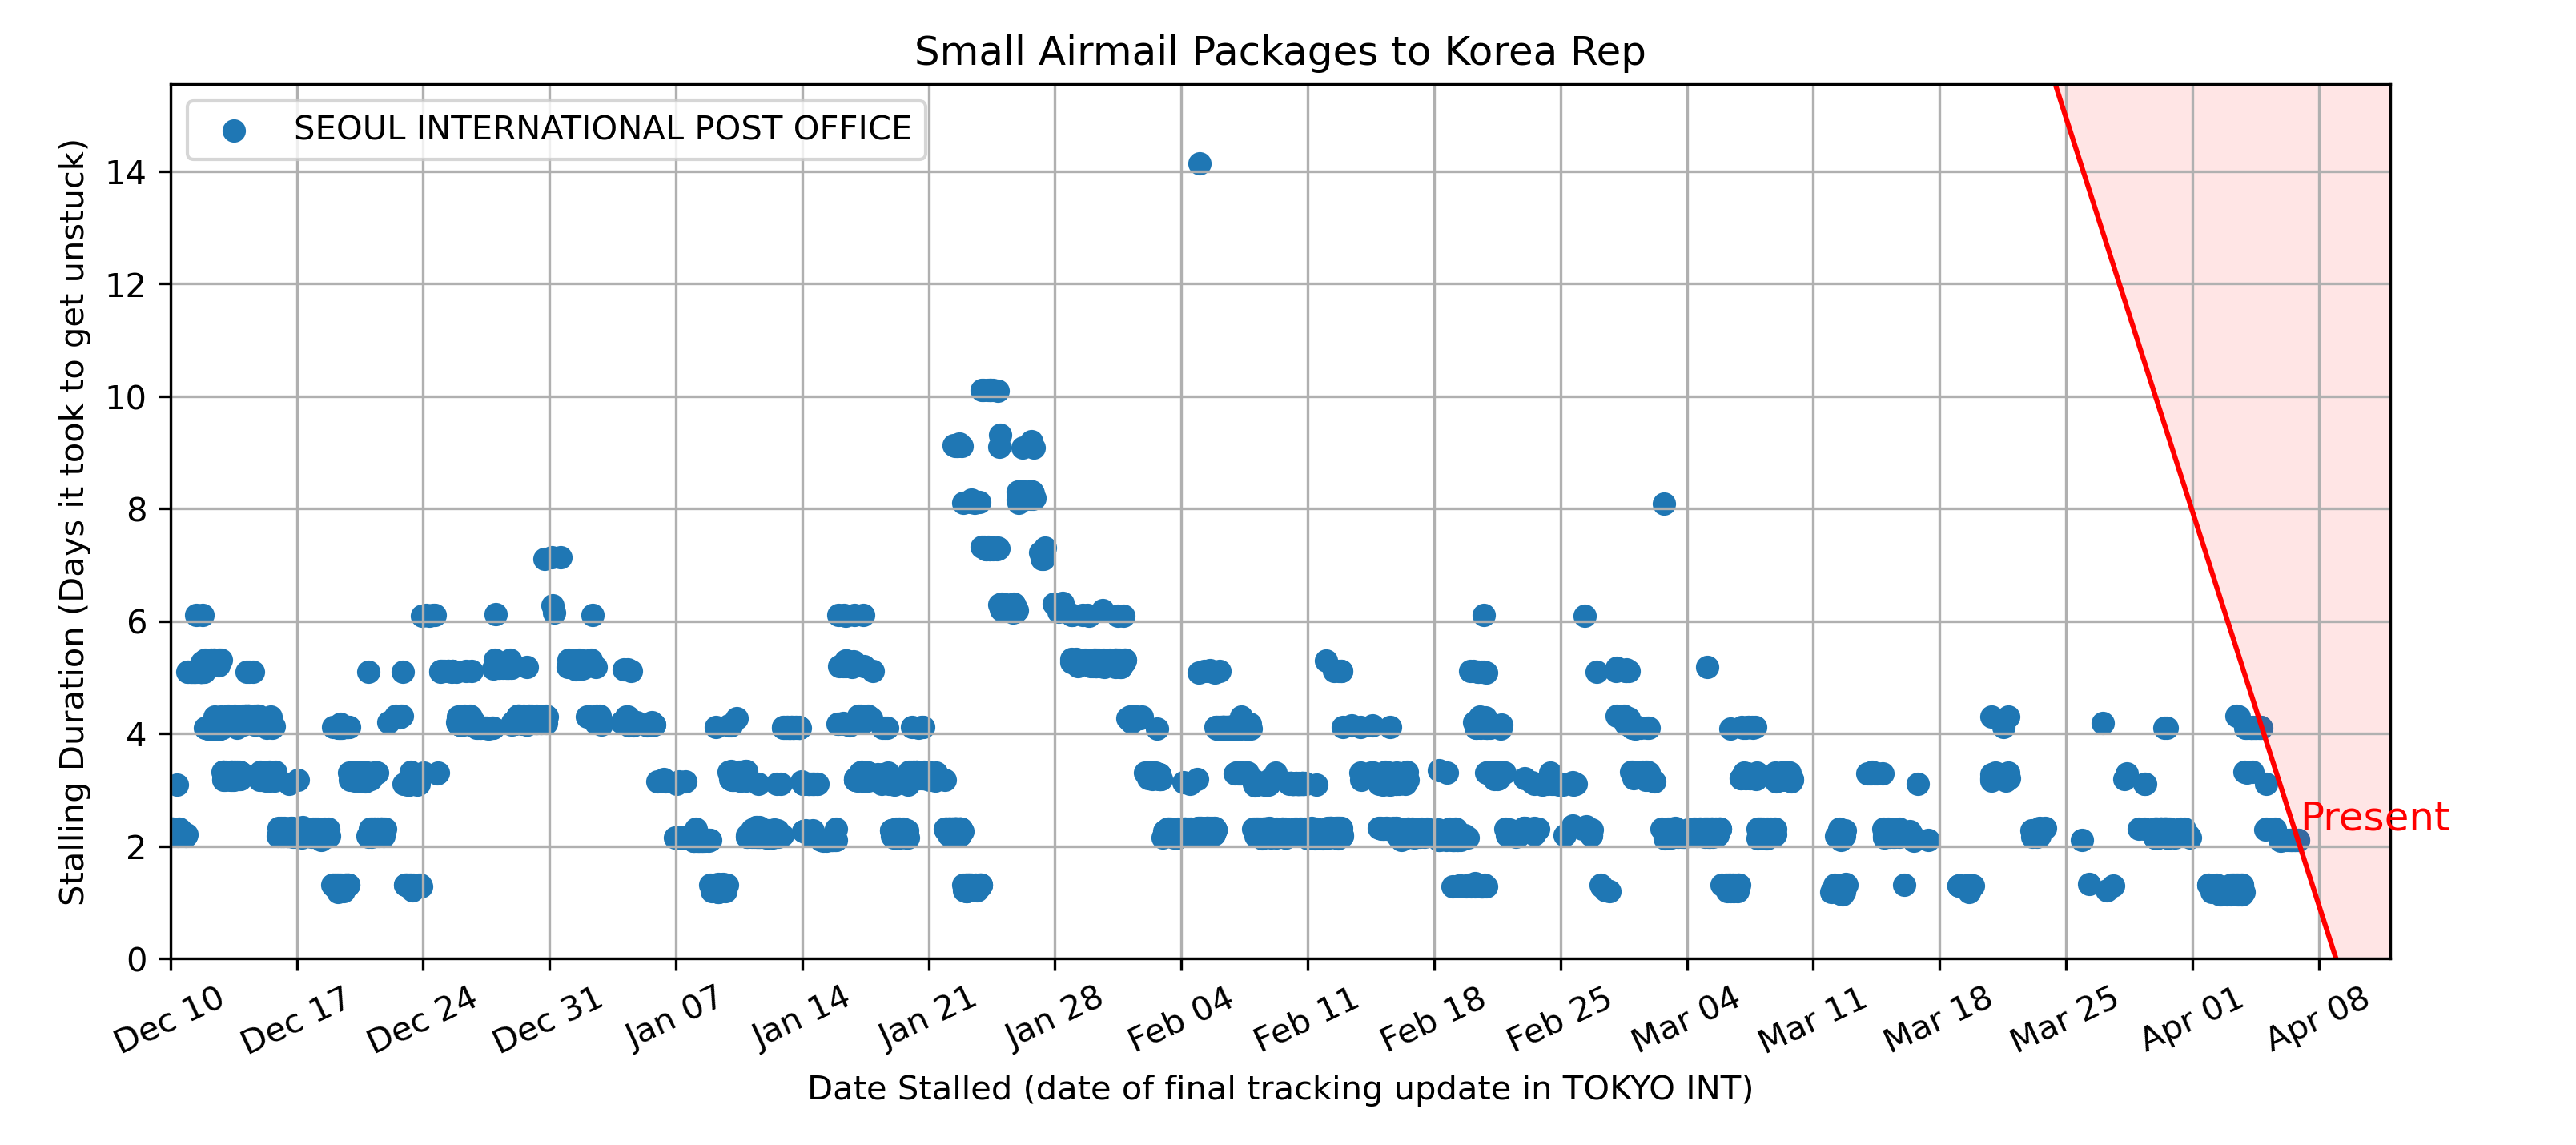 Small Airmail Packages to Korea Rep
SEOUL INTERNATIONAL POST OFFICE
Stalling Duration (Days it took to get unstuck)
14
12
10
8
6
4
2
0
Present
Dec 10
Dec 17
Dec 24
Dec 31
Jan 07
Jan 14
Jan 21
Jan 28
Feb 04
Feb 11
Feb 18
Feb 25
Mar 04
Mar 11
Mar 18
Mar 25
Apr 01
Apr 08
Date Stalled (date of final tracking update in TOKYO INT)